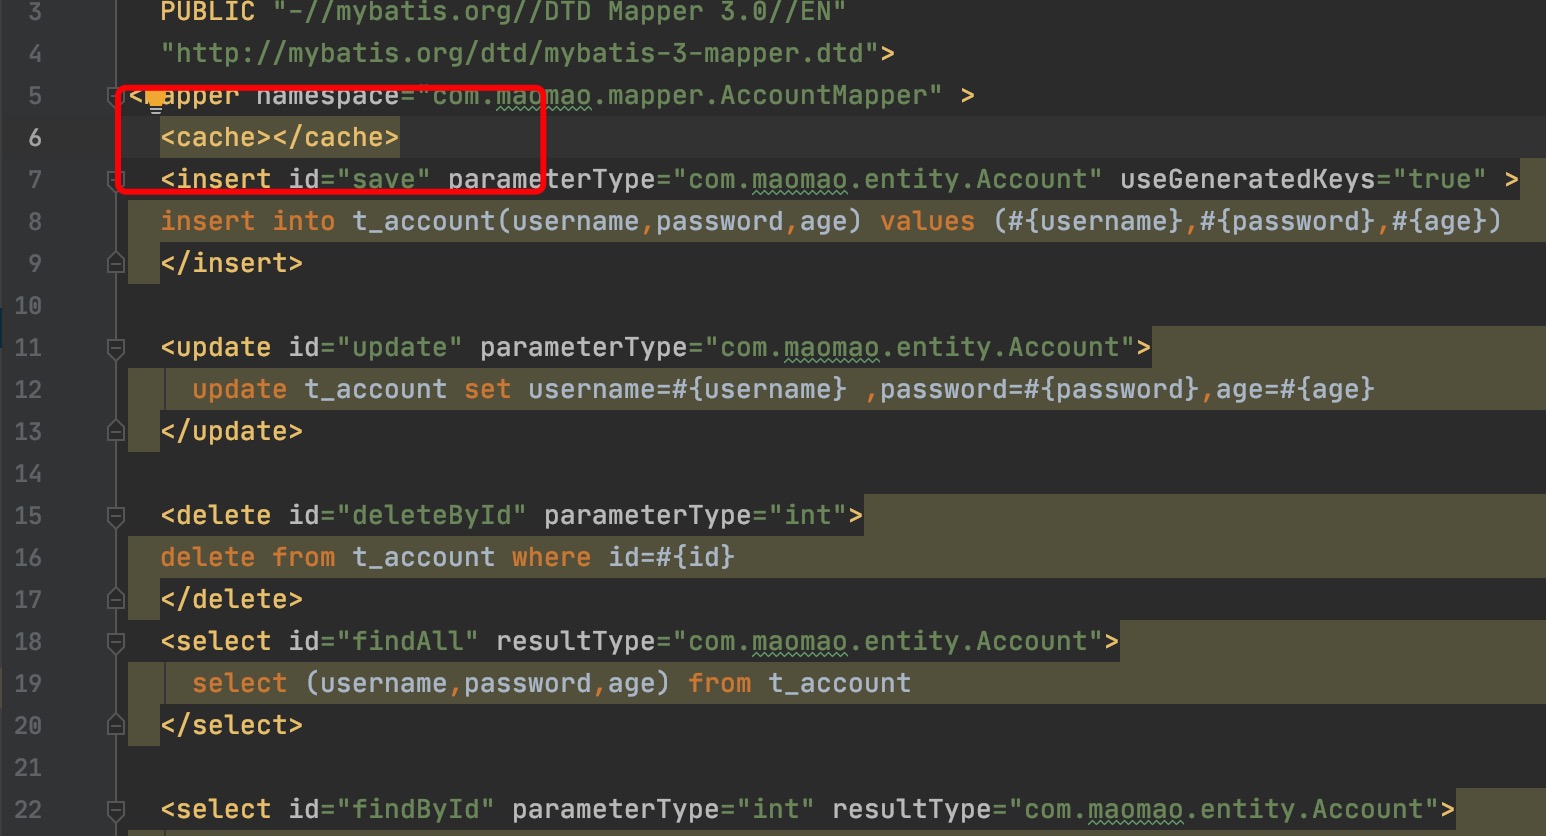 3 PUBLIC "-//mybatis.org//DTD Mapper 3.0//EN"
4 "http://mybatis.org/dtd/mybatis-3-mapper.dtd">
5 <mapper namespace="com.maomao.mapper.AccountMapper" >
6 <cache></cache>
7 <insert id="save" parameterType="com.maomao.entity.Account" useGeneratedKeys="true" >
8 insert into t_account(username,password,age) values (#{username},#{password},#{age})
9 </insert>
10
11 <update id="update" parameterType="com.maomao.entity.Account">
12 update t_account set username=#{username} ,password=#{password},age=#{age}
13 </update>
14
15 <delete id="deleteById" parameterType="int">
16 delete from t_account where id=#{id}
17 </delete>
18 <select id="findAll" resultType="com.maomao.entity.Account">
19 select (username,password,age) from t_account
20 </select>
21
22 <select id="findById" parameterType="int" resultType="com.maomao.entity.Account">